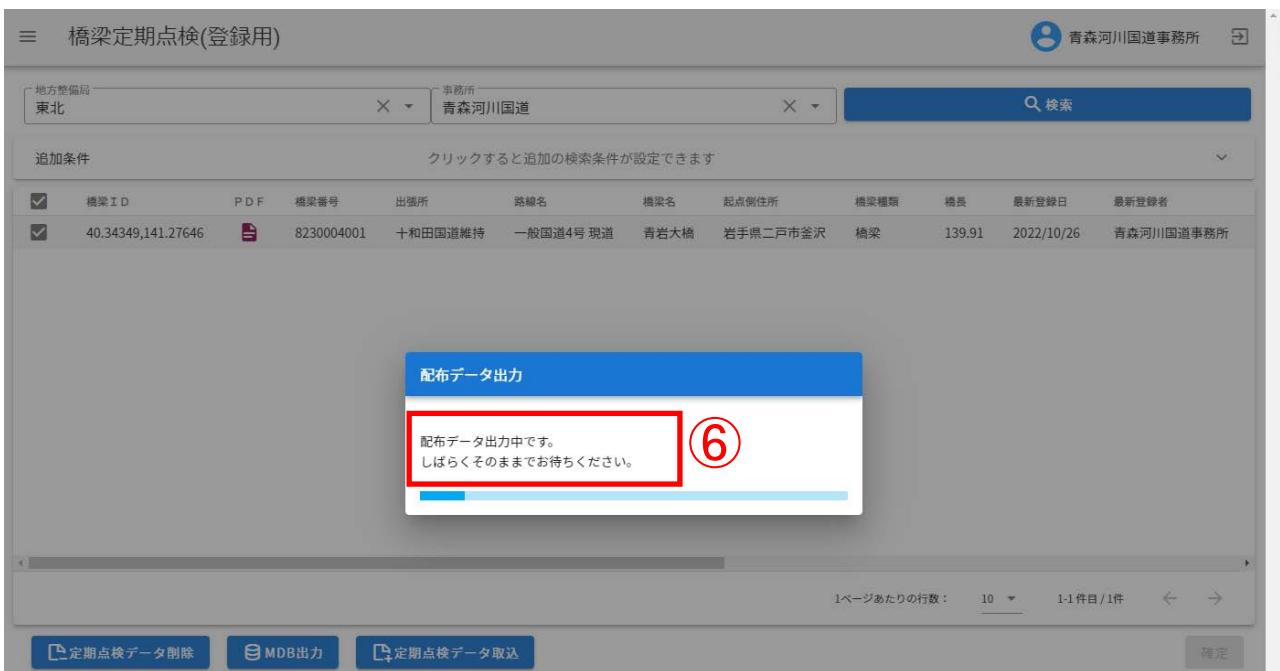 橋梁定期点検(登録用)
青森河川国道事務所
地方整備局
東北
事務所
青森河川国道
検索
追加条件
クリックすると追加の検索条件が設定できます
橋梁ID PDF 橋梁番号 出張所 路線名 橋梁名 起点側住所 橋梁種類 橋長 最新登録日 最新登録者
40.34349,141.27646 8230004001 十和田国道維持 一般国道4号 現道 青岩大橋 岩手県二戸市釜沢 橋梁 139.91 2022/10/26 青森河川国道事務所
配布データ出力
配布データ出力中です。
しばらくそのままでお待ちください。
⑥
1ページあたりの行数： 10 1-1 件目 / 1件
定期点検データ削除 MDB出力 定期点検データ取込 確定